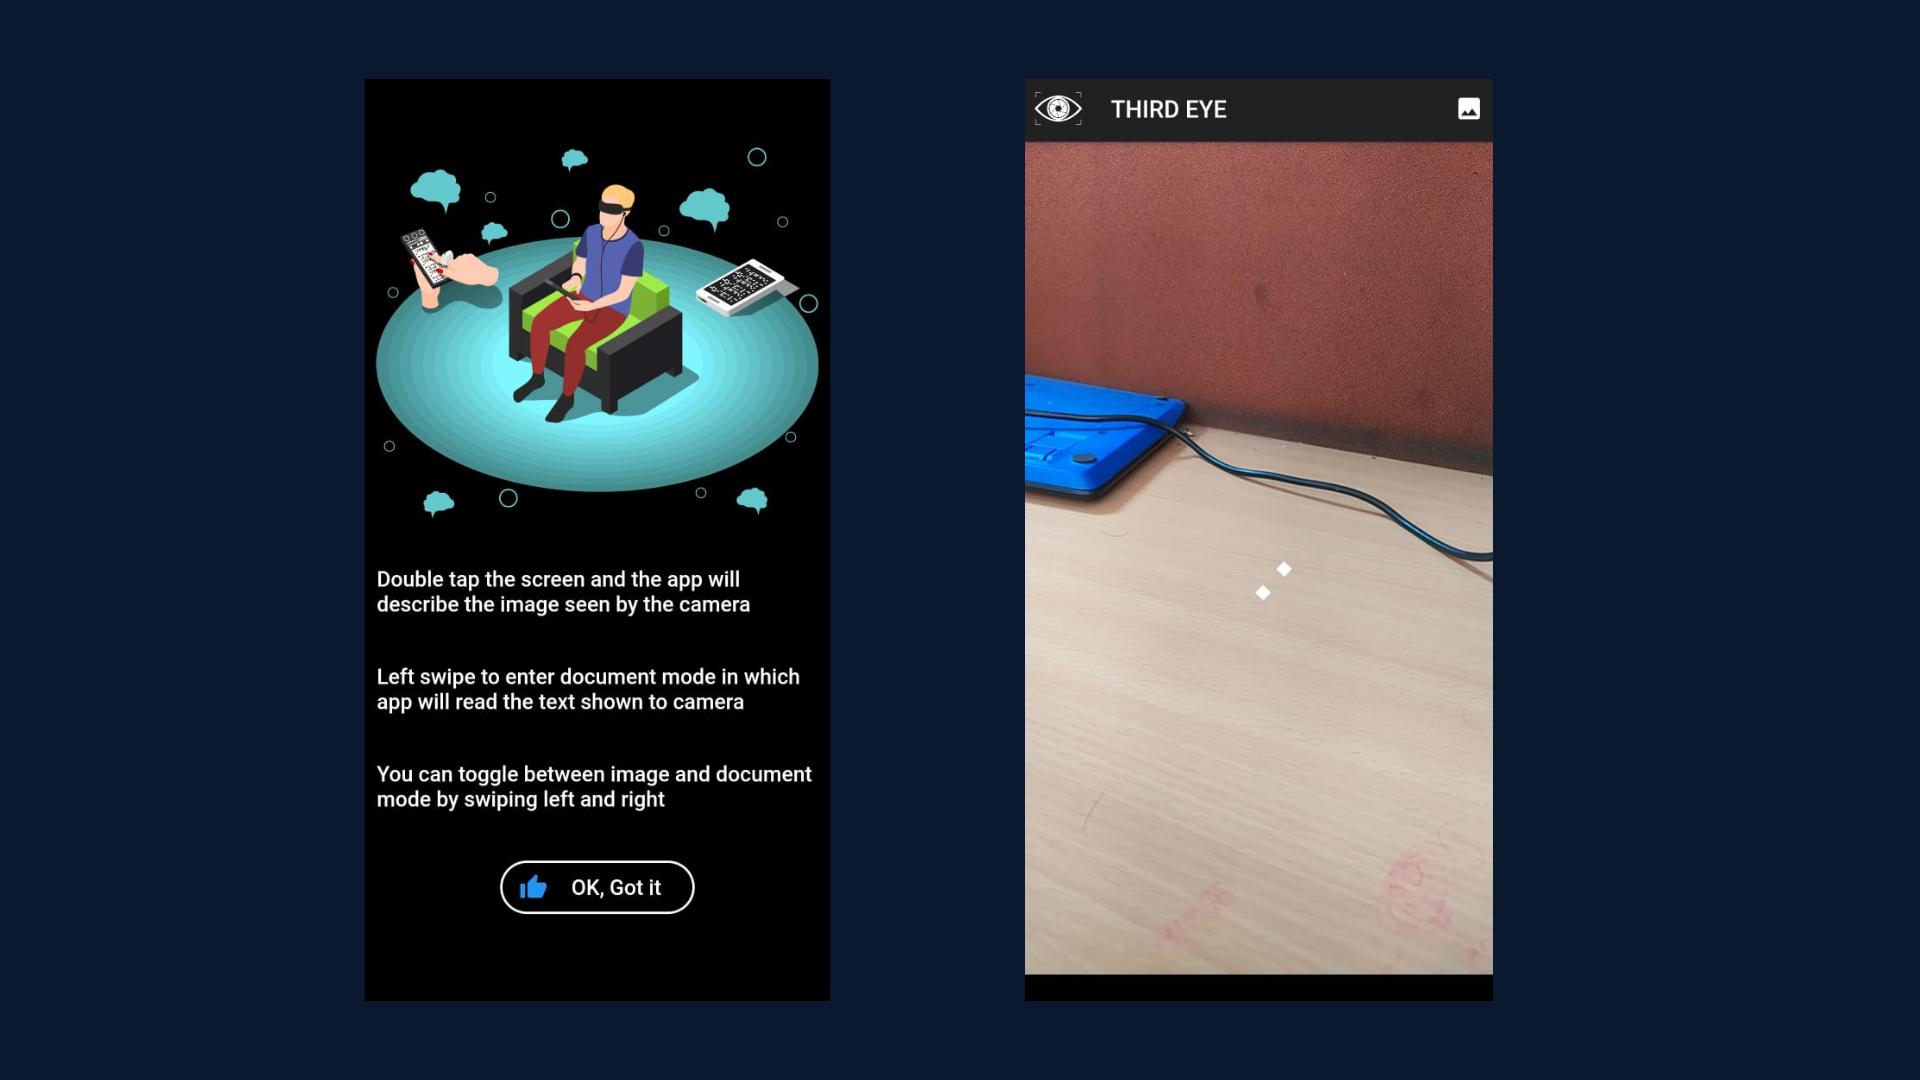 Double tap the screen and the app will
describe the image seen by the camera
Left swipe to enter document mode in which
app will read the text shown to camera
You can toggle between image and document
mode by swiping left and right
OK, Got it
THIRD EYE